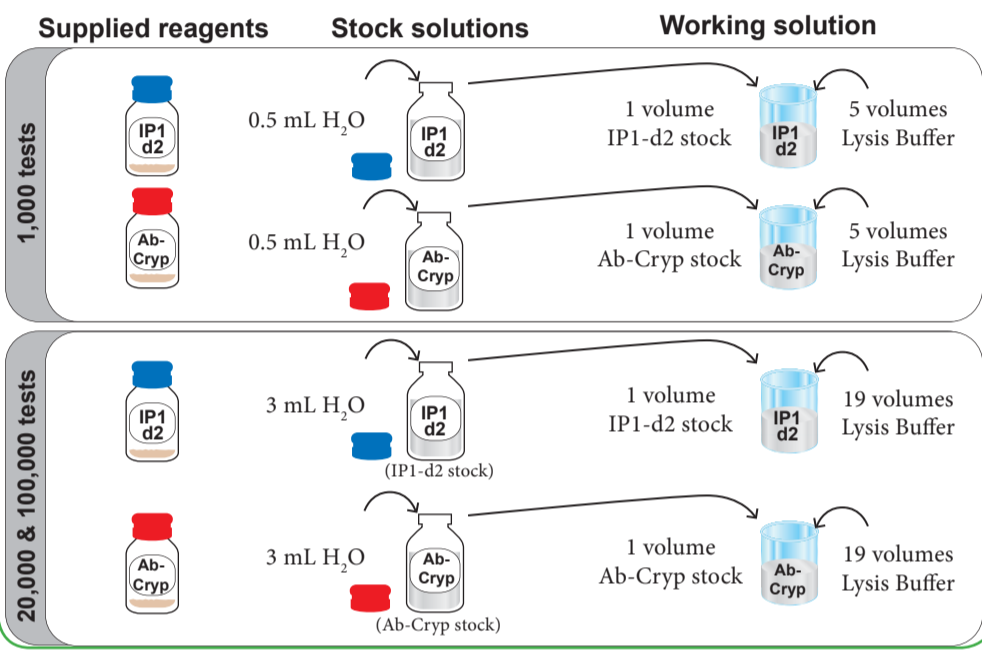 Supplied reagents
Stock solutions
Working solution
1,000 tests
IP1
d2
0.5 mL H₂O
IP1
d2
1 volume
IP1-d2 stock
IP1
d2
5 volumes
Lysis Buffer
Ab-
Cryp
0.5 mL H₂O
Ab-
Cryp
1 volume
Ab-Cryp stock
Ab-
Cryp
5 volumes
Lysis Buffer
20,000 & 100,000 tests
IP1
d2
3 mL H₂O
IP1
d2
(IP1-d2 stock)
1 volume
IP1-d2 stock
IP1
d2
19 volumes
Lysis Buffer
Ab-
Cryp
3 mL H₂O
Ab-
Cryp
(Ab-Cryp stock)
1 volume
Ab-Cryp stock
Ab-
Cryp
19 volumes
Lysis Buffer